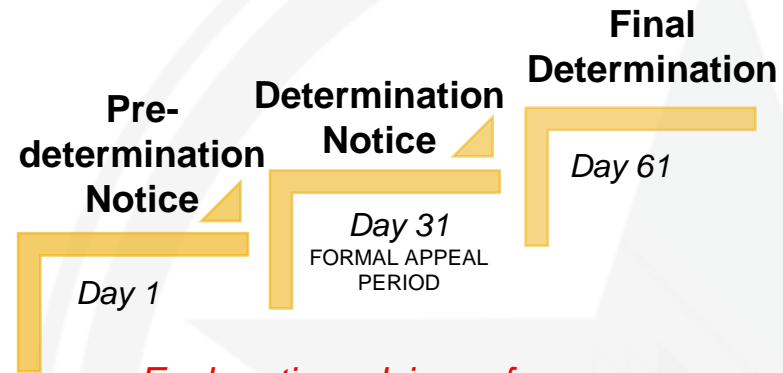 Pre-
determination
Notice
Day 1
Determination
Notice
Day 31
FORMAL APPEAL
PERIOD
Final
Determination
Day 61